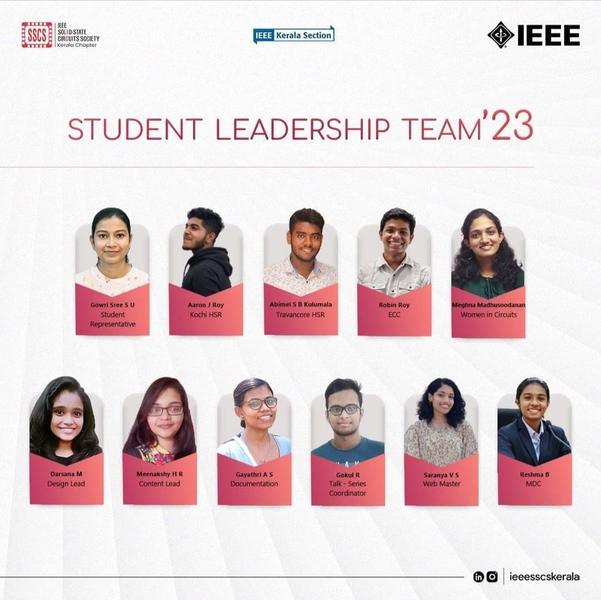 SSCS
IEEE
SOLID-STATE
CIRCUITS SOCIETY
Kerala Chapter
IEEE Kerala Section
IEEE
STUDENT LEADERSHIP TEAM'23
Gowri Sree S U
Student
Representative
Aaron J Roy
Kochi HSR
Abimel S B Kulumala
Travancore HSR
Robin Roy
ECC
Meghna Madhusoodanan
Women in Circuits
Darsana M
Design Lead
Meenakshy H R
Content Lead
Gayathri A S
Documentation
Gokul R
Talk - Series
Coordinator
Saranya V S
Web Master
Reshma B
MDC
ieeesscskerala